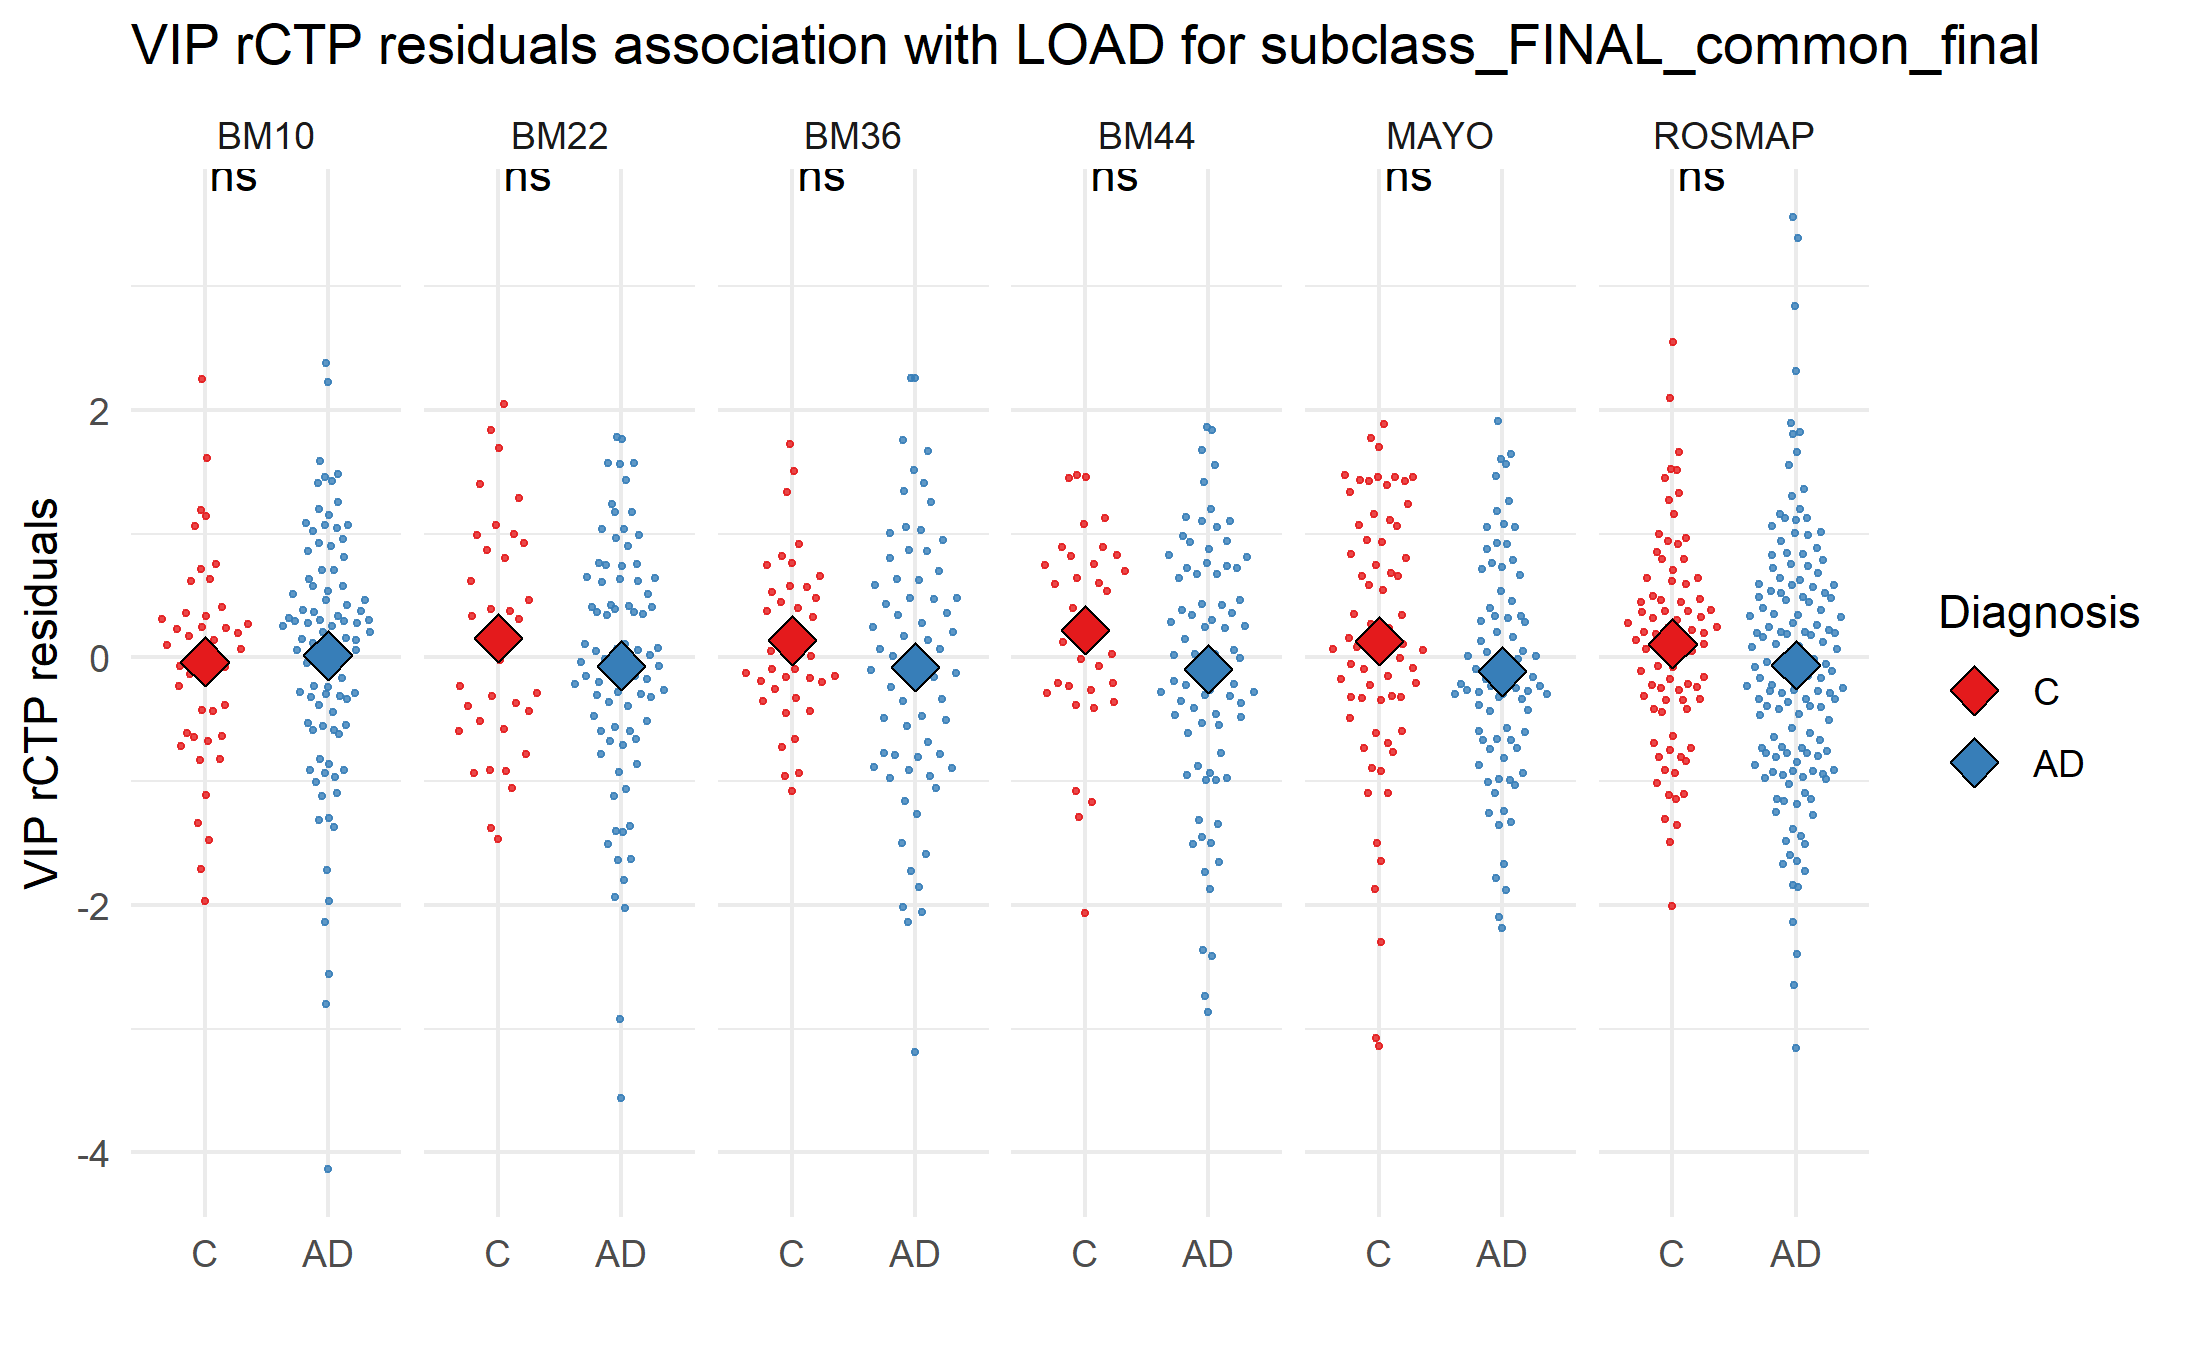 VIP rCTP residuals association with LOAD for subclass_FINAL_common_final
BM10 BM22 BM36 BM44 MAYO ROSMAP
ns ns ns ns ns ns
VIP rCTP residuals
2
0
-2
-4
C AD C AD C AD C AD C AD C AD
Diagnosis
C
AD